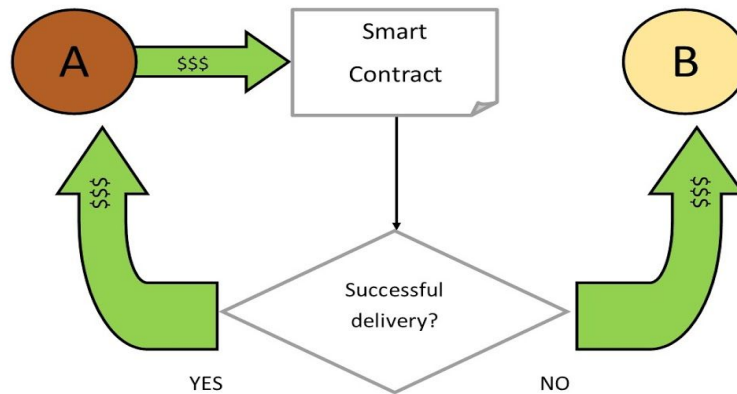 A
$$$
Smart
Contract
B
$$$
$$$
Successful
delivery?
YES
NO